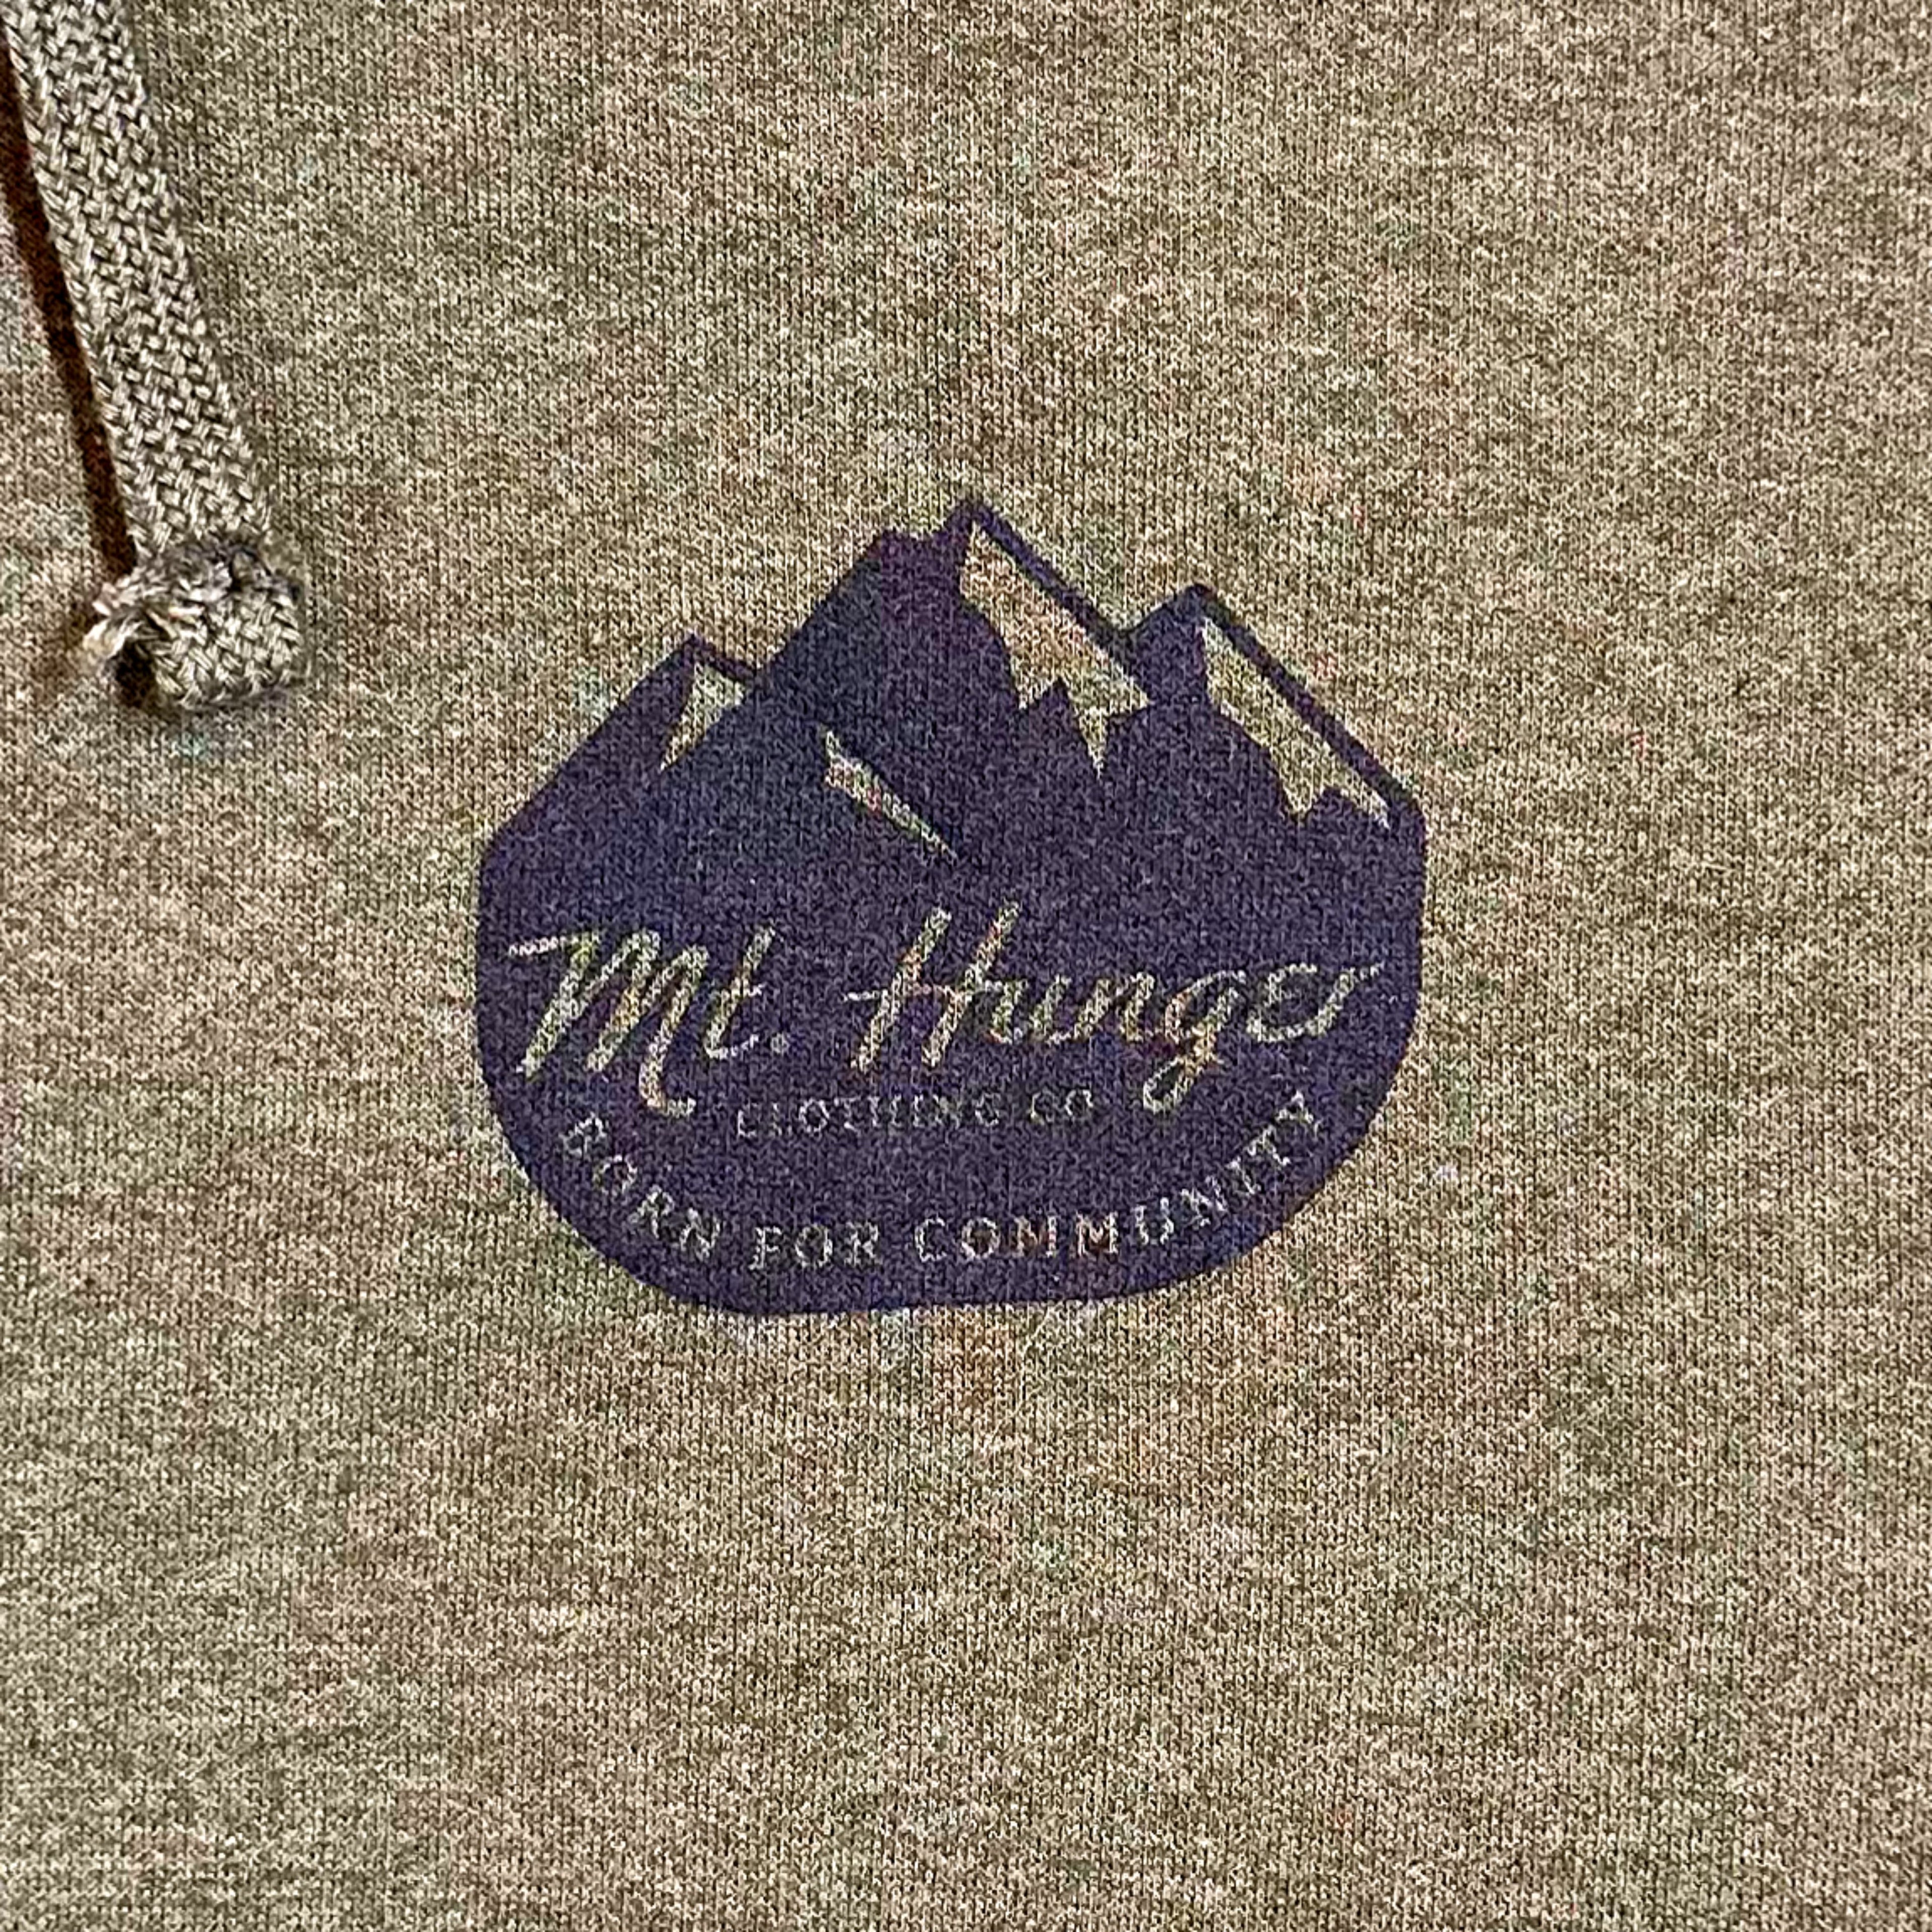 Mt. Hunger
CLOTHING CO
BORN FOR COMMUNITY